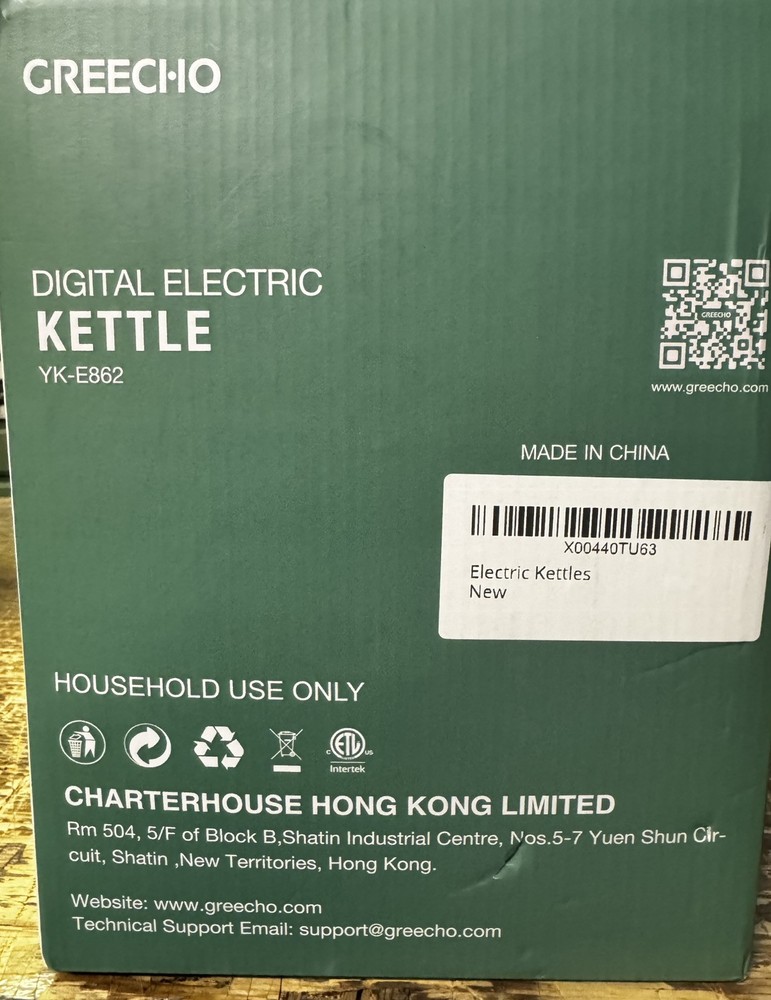 GREECHO
DIGITAL ELECTRIC
KETTLE
YK-E862
GREECHO
www.greecho.com
MADE IN CHINA
X00440TU63
Electric Kettles
New
HOUSEHOLD USE ONLY
C ETL US
Intertek
CHARTERHOUSE HONG KONG LIMITED
Rm 504, 5/F of Block B,Shatin Industrial Centre, Nos.5-7 Yuen Shun Cir-
cuit, Shatin ,New Territories, Hong Kong.
Website: www.greecho.com
Technical Support Email: support@greecho.com